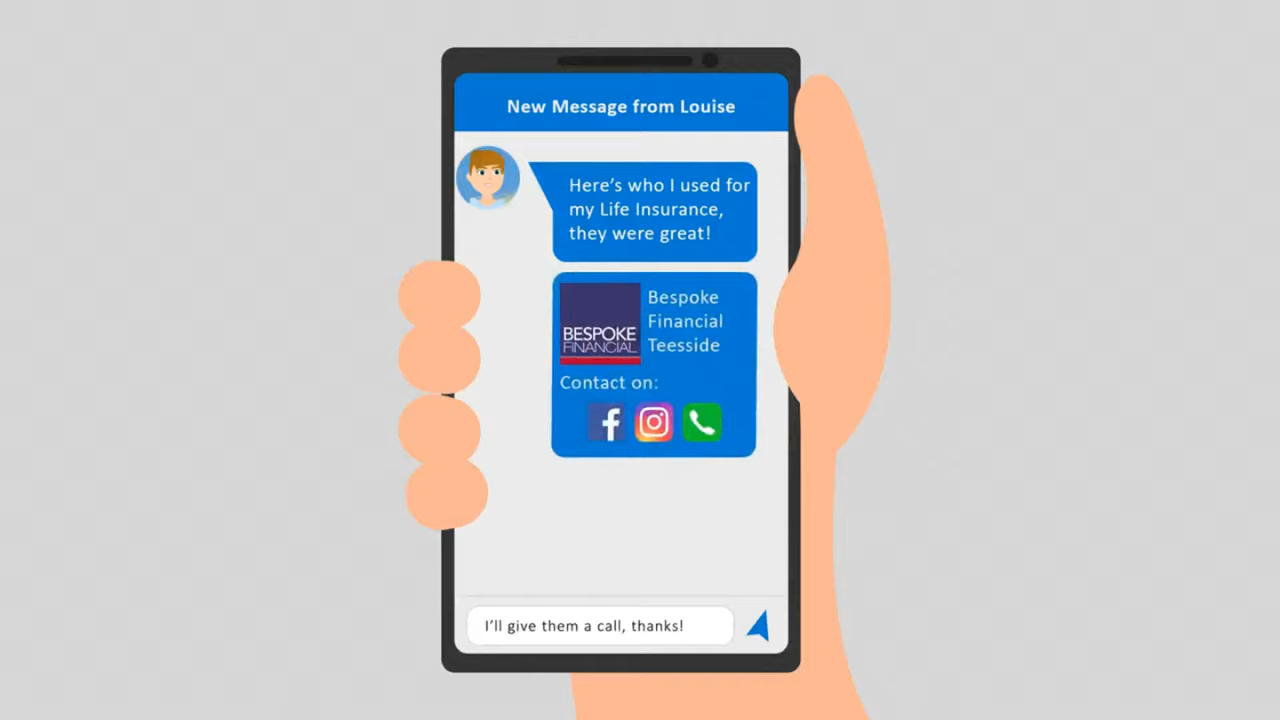 New Message from Louise
Here's who I used for
my Life Insurance,
they were great!
BESPOKE
FINANCIAL
Bespoke
Financial
Teesside
Contact on:
I'll give them a call, thanks!